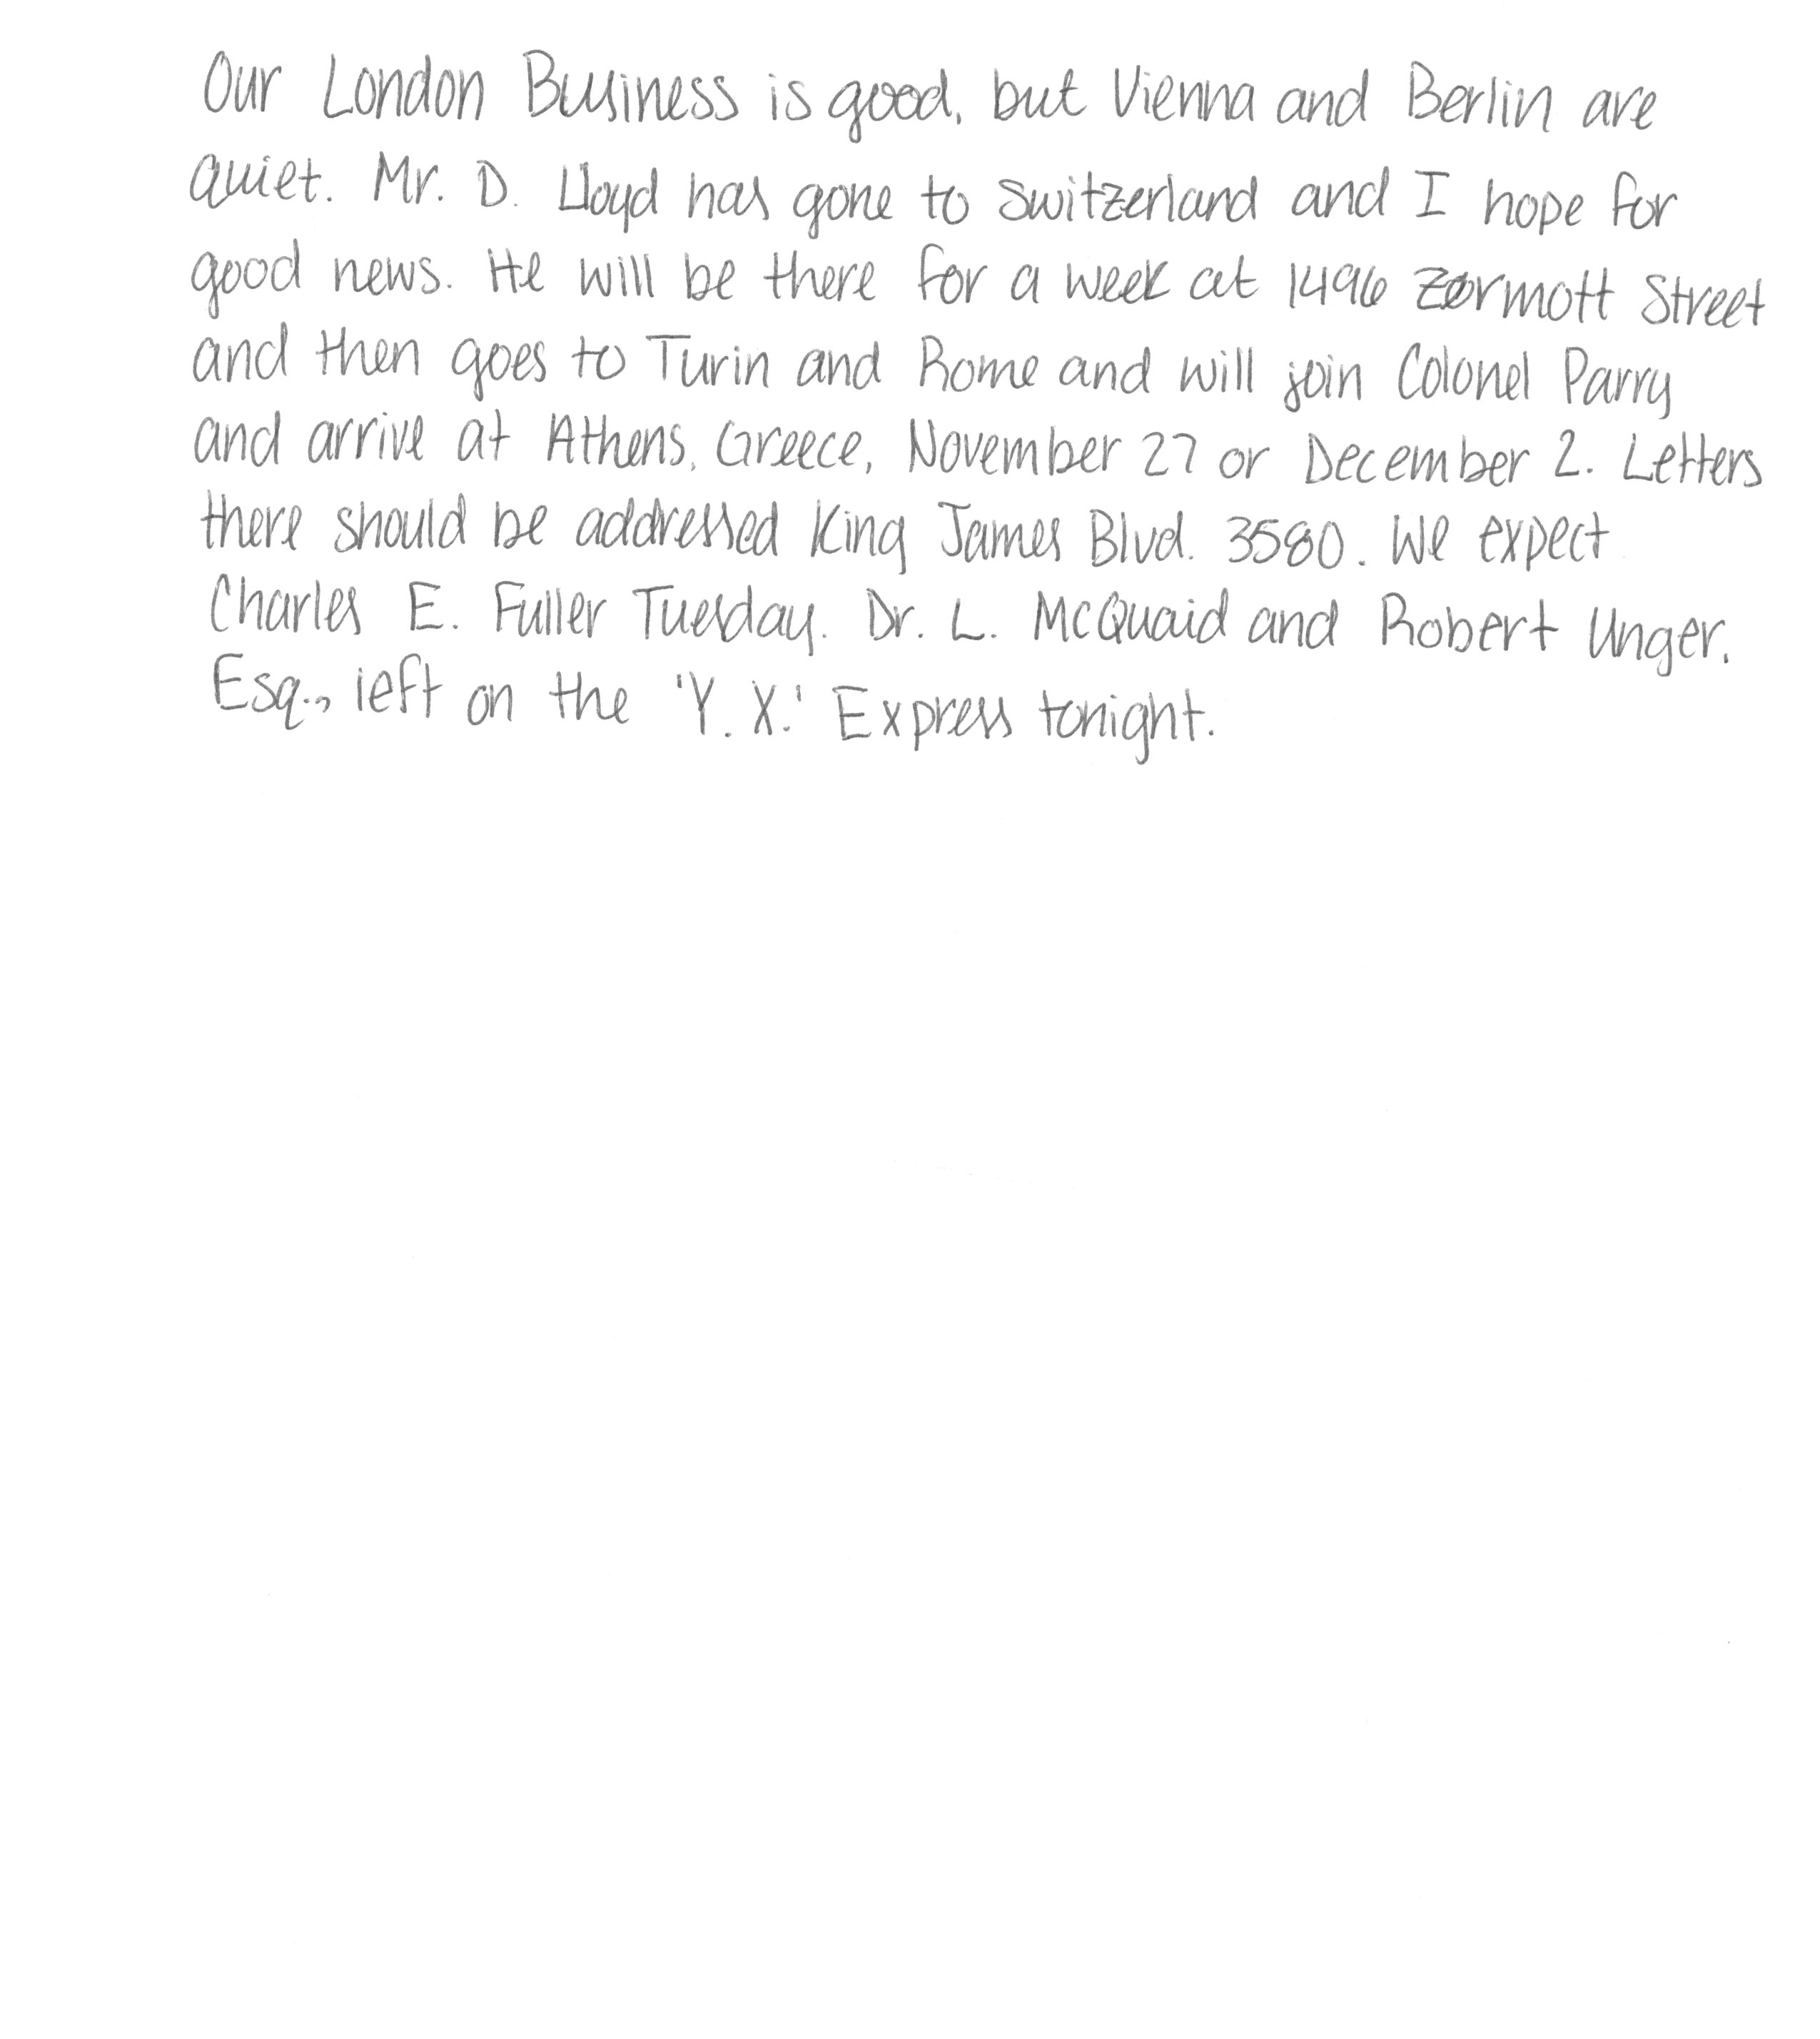 Our London Business is good, but Vienna and Berlin are
quiet. Mr. D. Lloyd has gone to Switzerland and I hope for
good news. He will be there for a week at 1496 Zermott Street
and then goes to Turin and Rome and will join Colonel Parry
and arrive at Athens, Greece, November 27 or December 2. Letters
there should be addressed King James Blvd. 3580. We expect
Charles E. Fuller Tuesday. Dr. L. McQuaid and Robert Unger,
Esq., left on the 'Y. X.' Express tonight.